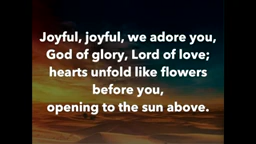 Joyful, joyful, we adore you,
God of glory, Lord of love;
hearts unfold like flowers
before you,
opening to the sun above.